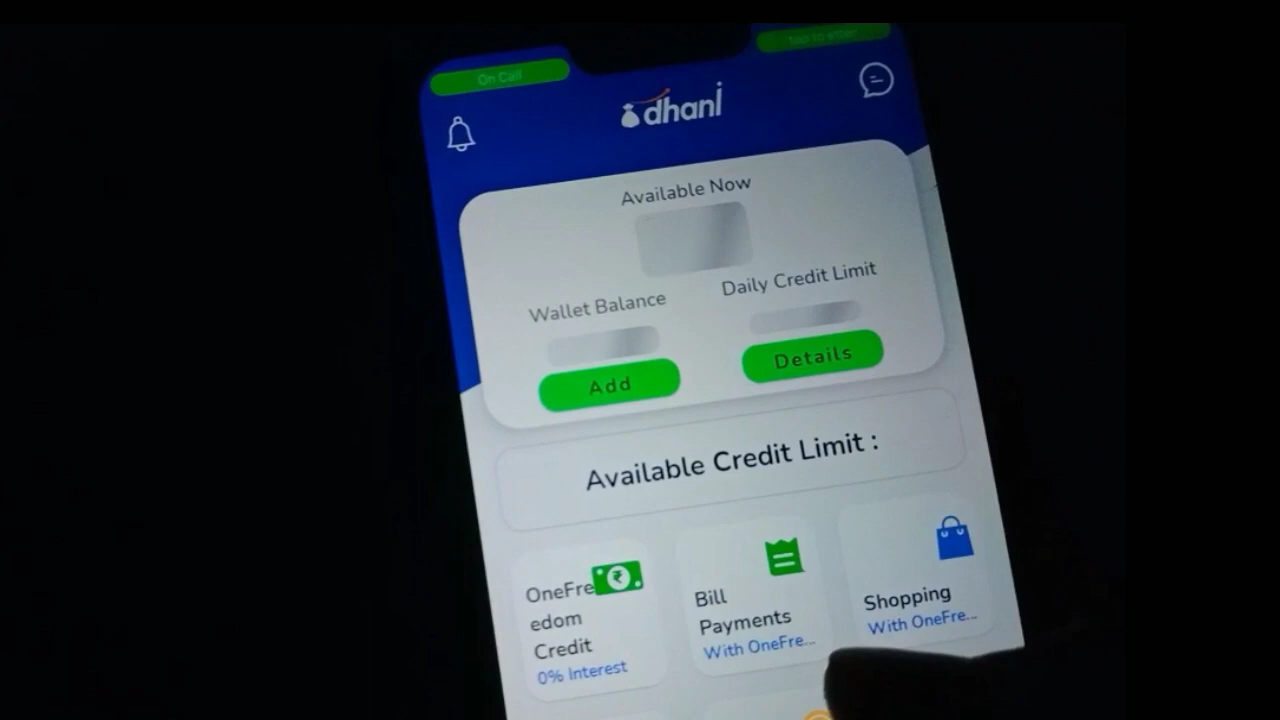 On Call
dhani
Available Now
Wallet Balance
Daily Credit Limit
Add
Details
Available Credit Limit :
OneFre
edom
Credit
0% Interest
Bill
Payments
With OneFre...
Shopping
With OneFre...